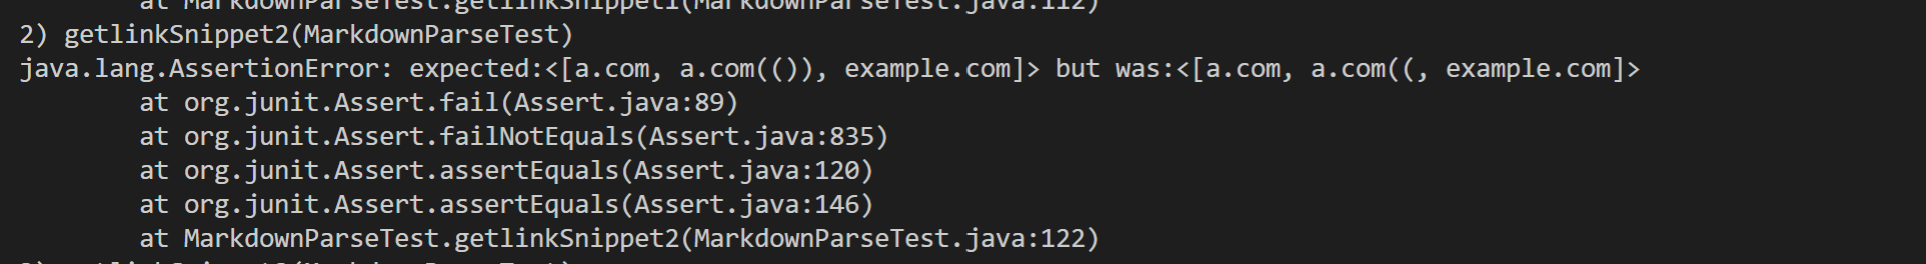 at MarkdownParseTest.getlinkSnippet1(MarkdownParseTest.java:112)
2) getlinkSnippet2(MarkdownParseTest)
java.lang.AssertionError: expected:<[a.com, a.com(()), example.com]> but was:<[a.com, a.com((, example.com]>
at org.junit.Assert.fail(Assert.java:89)
at org.junit.Assert.failNotEquals(Assert.java:835)
at org.junit.Assert.assertEquals(Assert.java:120)
at org.junit.Assert.assertEquals(Assert.java:146)
at MarkdownParseTest.getlinkSnippet2(MarkdownParseTest.java:122)